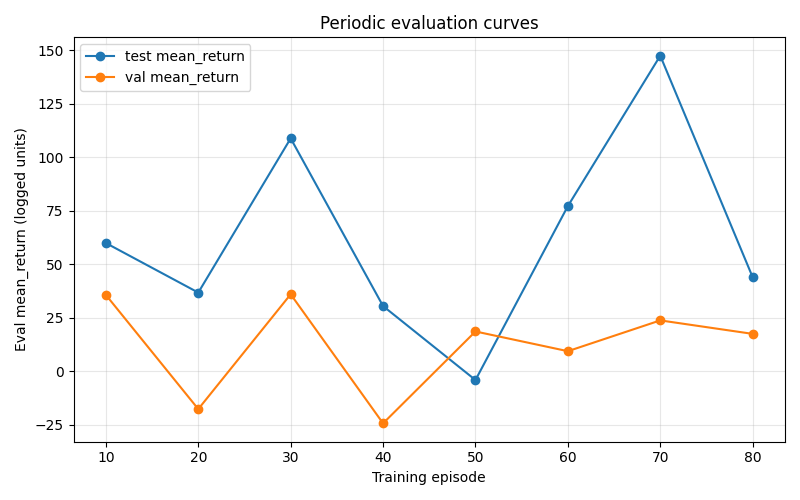 Periodic evaluation curves
test mean_return
val mean_return
Eval mean_return (logged units)
150
125
100
75
50
25
0
−25
10 20 30 40 50 60 70 80
Training episode